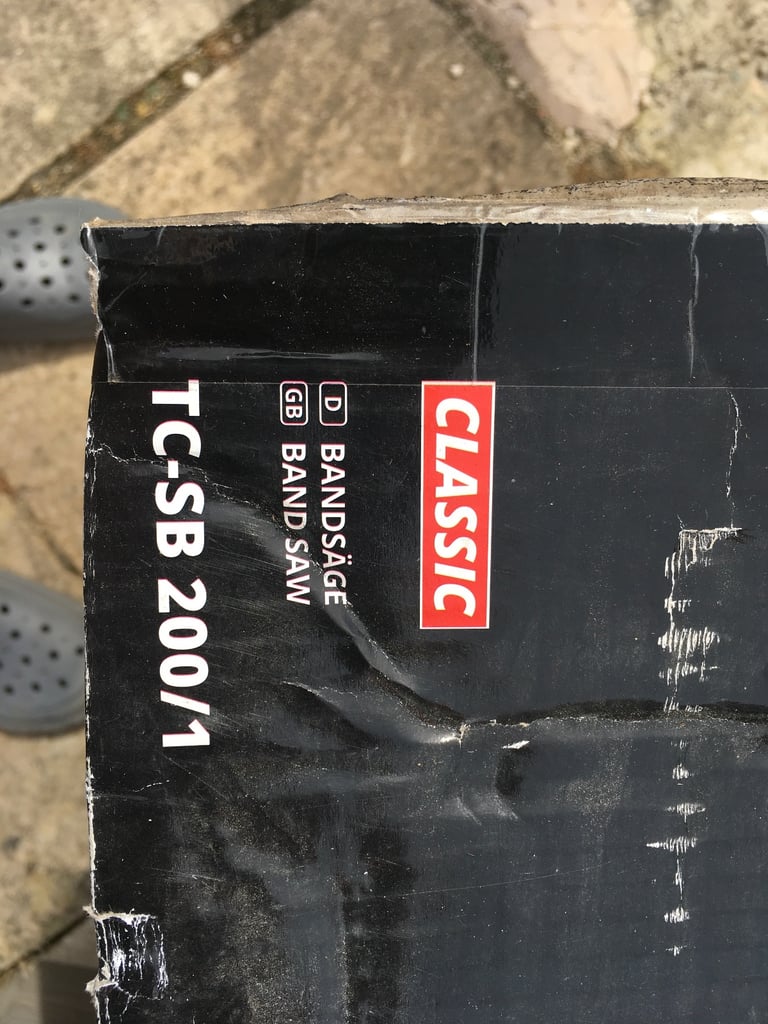 CLASSIC
D BANDSÄGE
GB BAND SAW
TC-SB 200/1